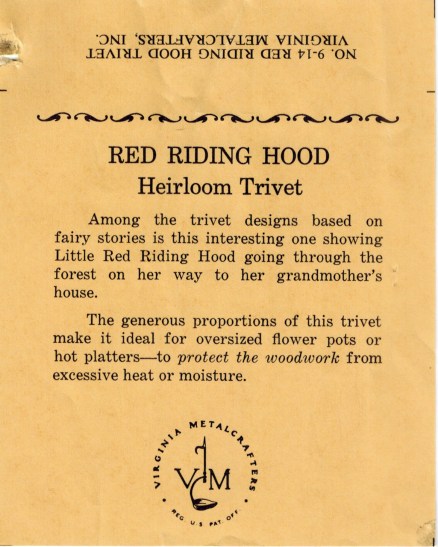 NO. 9-14 RED RIDING HOOD TRIVET
VIRGINIA METALCRAFTERS, INC.
RED RIDING HOOD
Heirloom Trivet
Among the trivet designs based on
fairy stories is this interesting one showing
Little Red Riding Hood going through the
forest on her way to her grandmother's
house.
The generous proportions of this trivet
make it ideal for oversized flower pots or
hot platters—to protect the woodwork from
excessive heat or moisture.
VIRGINIA METALCRAFTERS
VCM
• REG. U.S. PAT. OFF. •